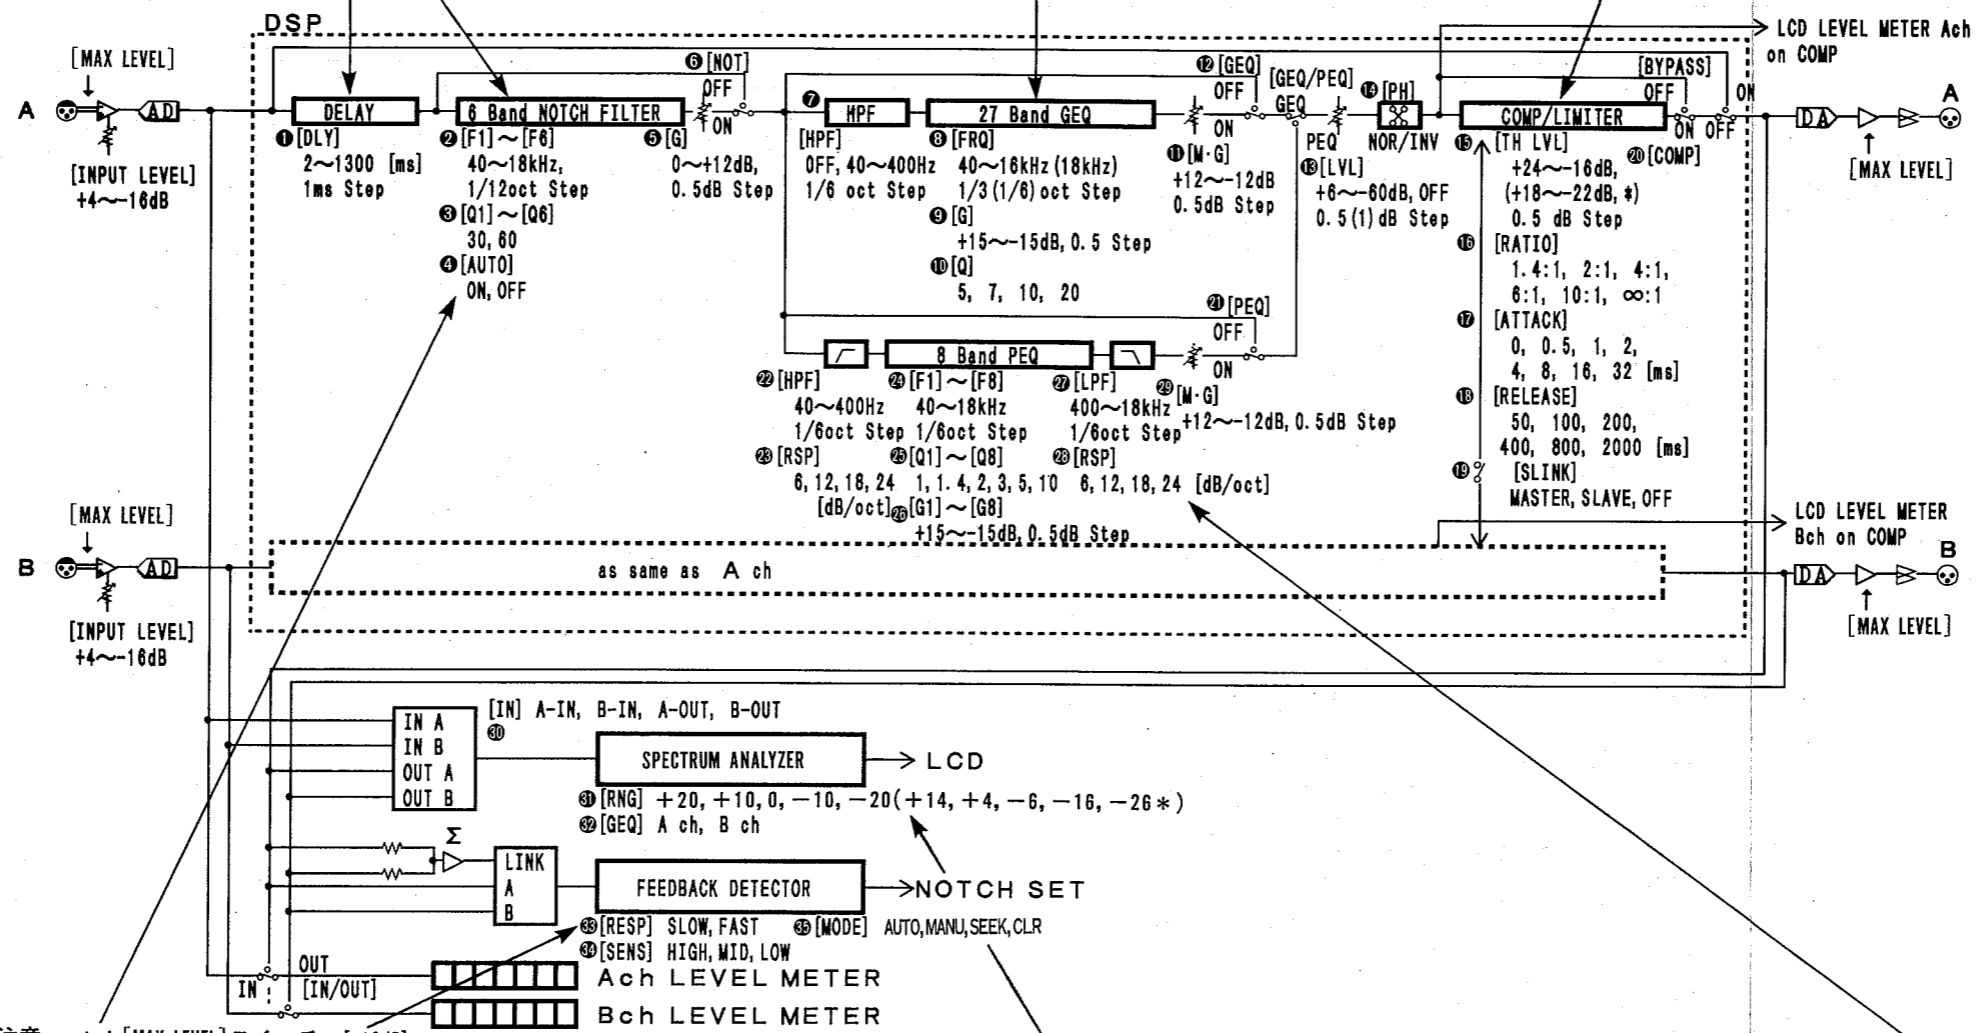 DSP
LCD LEVEL METER Ach
on COMP
[MAX LEVEL]
A
AD
[INPUT LEVEL]
+4～-16dB
DELAY
❶[DLY]
2～1300 [ms]
1ms Step
6 Band NOTCH FILTER
❷[F1]～[F6]
40～18kHz,
1/12oct Step
❸[Q1]～[Q6]
30, 60
❹[AUTO]
ON, OFF
❺[G]
0～+12dB,
0.5dB Step
❻[NOT]
OFF
ON
❼
HPF
[HPF]
OFF, 40～400Hz
1/6 oct Step
27 Band GEQ
❽[FRQ]
40～16kHz(18kHz)
1/3(1/6)oct Step
❾[G]
+15～-15dB, 0.5 Step
❿[Q]
5, 7, 10, 20
⓫[M·G]
+12～-12dB
0.5dB Step
⓬[GEQ]
OFF
ON
[GEQ/PEQ]
GEQ
PEQ
⓭[LVL]
+6～-60dB, OFF
0.5(1)dB Step
⓮[PH]
NOR/INV
COMP/LIMITER
⓯[TH LVL]
+24～-16dB,
(+18～-22dB, *)
0.5 dB Step
⓰[RATIO]
1.4:1, 2:1, 4:1,
6:1, 10:1, ∞:1
⓱[ATTACK]
0, 0.5, 1, 2,
4, 8, 16, 32 [ms]
⓲[RELEASE]
50, 100, 200,
400, 800, 2000 [ms]
⓳[SLINK]
MASTER, SLAVE, OFF
[BYPASS]
OFF
ON
ON OFF
⓴[COMP]
DA
A
[MAX LEVEL]
㉑[PEQ]
OFF
ON
8 Band PEQ
㉒[HPF]
40～400Hz
1/6oct Step
㉓[RSP]
6, 12, 18, 24
[dB/oct]
㉔[F1]～[F8]
40～18kHz
1/6oct Step
㉕[Q1]～[Q8]
1, 1.4, 2, 3, 5, 10
㉖[G1]～[G8]
+15～-15dB, 0.5dB Step
㉗[LPF]
400～18kHz
1/6oct Step
㉘[RSP]
6, 12, 18, 24 [dB/oct]
㉙[M·G]
+12～-12dB, 0.5dB Step
[MAX LEVEL]
B
AD
[INPUT LEVEL]
+4～-16dB
as same as A ch
LCD LEVEL METER
Bch on COMP
DA
B
[MAX LEVEL]
IN A
IN B
OUT A
OUT B
[IN] A-IN, B-IN, A-OUT, B-OUT
㉚
SPECTRUM ANALYZER
LCD
㉛[RNG] +20, +10, 0, −10, −20(+14, +4, −6, −16, −26*)
㉜[GEQ] A ch, B ch
Σ
LINK
A
B
FEEDBACK DETECTOR
NOTCH SET
㉝[RESP] SLOW, FAST
㉟[MODE] AUTO, MANU, SEEK, CLR
㉞[SENS] HIGH, MID, LOW
OUT
IN
[IN/OUT]
Ach LEVEL METER
Bch LEVEL METER